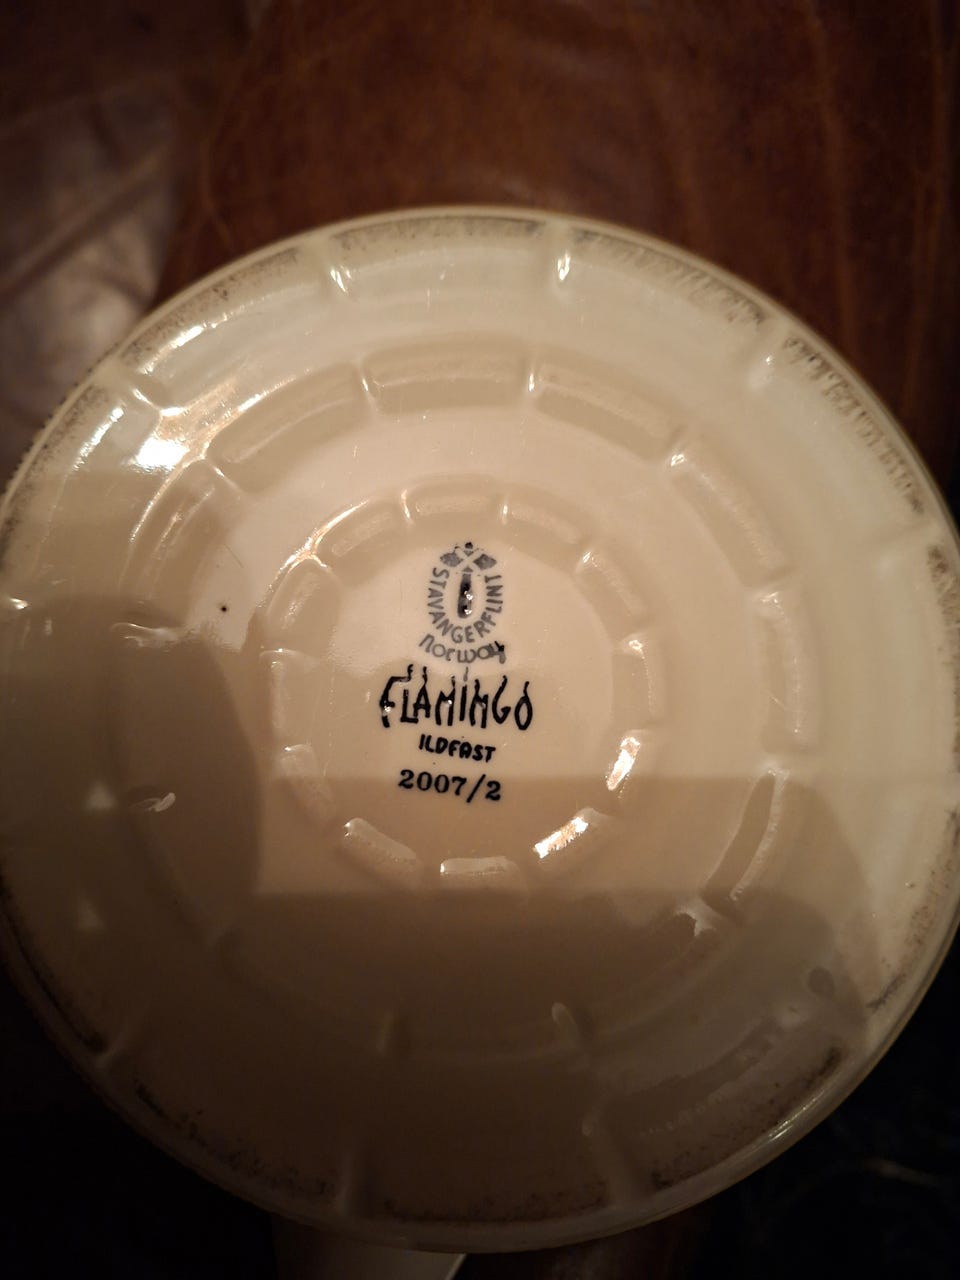 STAVANGERFLINT
norway
FLAMINGO
ILDFAST
2007/2